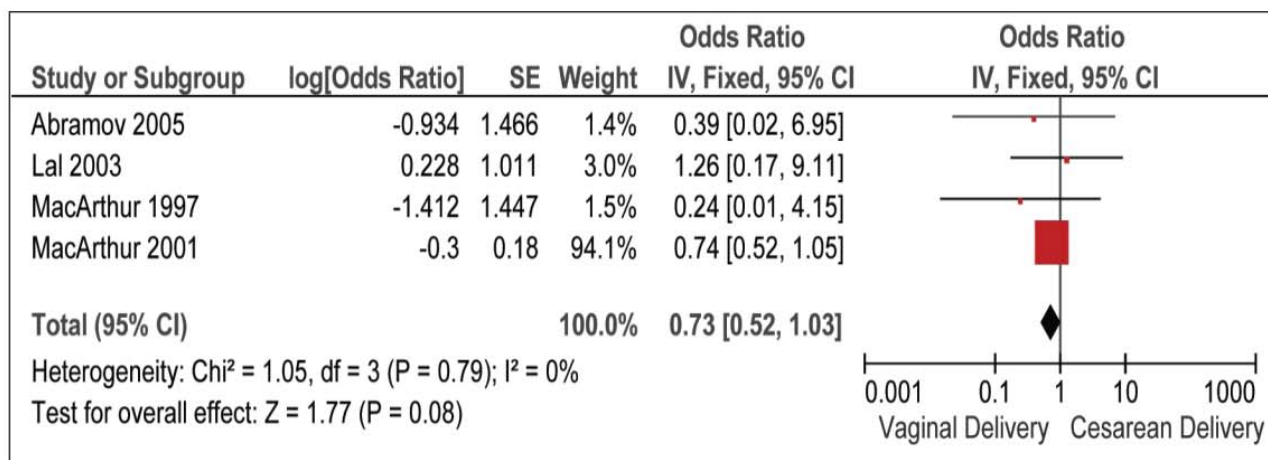 Odds Ratio Odds Ratio
Study or Subgroup log[Odds Ratio] SE Weight IV, Fixed, 95% CI IV, Fixed, 95% CI
Abramov 2005 -0.934 1.466 1.4% 0.39 [0.02, 6.95]
Lal 2003 0.228 1.011 3.0% 1.26 [0.17, 9.11]
MacArthur 1997 -1.412 1.447 1.5% 0.24 [0.01, 4.15]
MacArthur 2001 -0.3 0.18 94.1% 0.74 [0.52, 1.05]
Total (95% CI) 100.0% 0.73 [0.52, 1.03]
Heterogeneity: Chi² = 1.05, df = 3 (P = 0.79); I² = 0%
Test for overall effect: Z = 1.77 (P = 0.08)
0.001 0.1 1 10 1000
Vaginal Delivery Cesarean Delivery